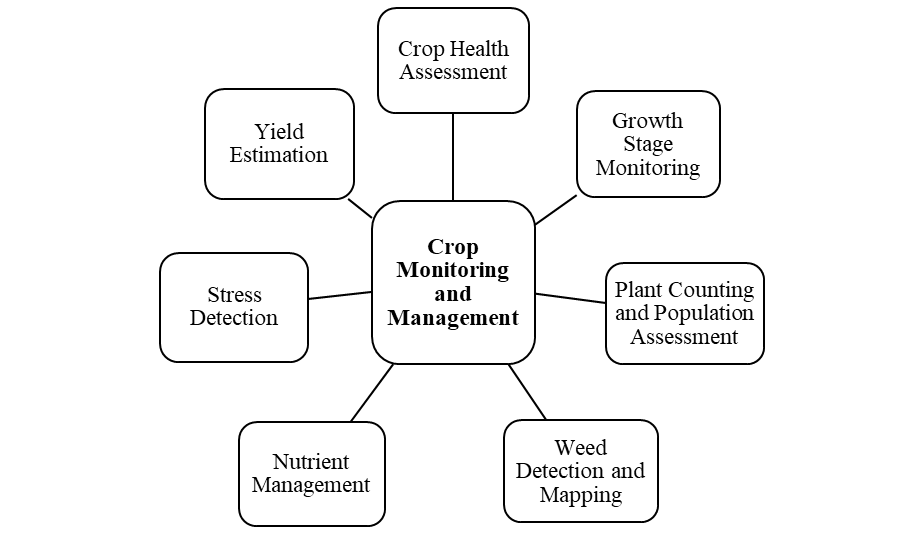 Crop Health
Assessment
Growth
Stage
Monitoring
Plant Counting
and Population
Assessment
Weed
Detection and
Mapping
Nutrient
Management
Stress
Detection
Yield
Estimation
Crop
Monitoring
and
Management